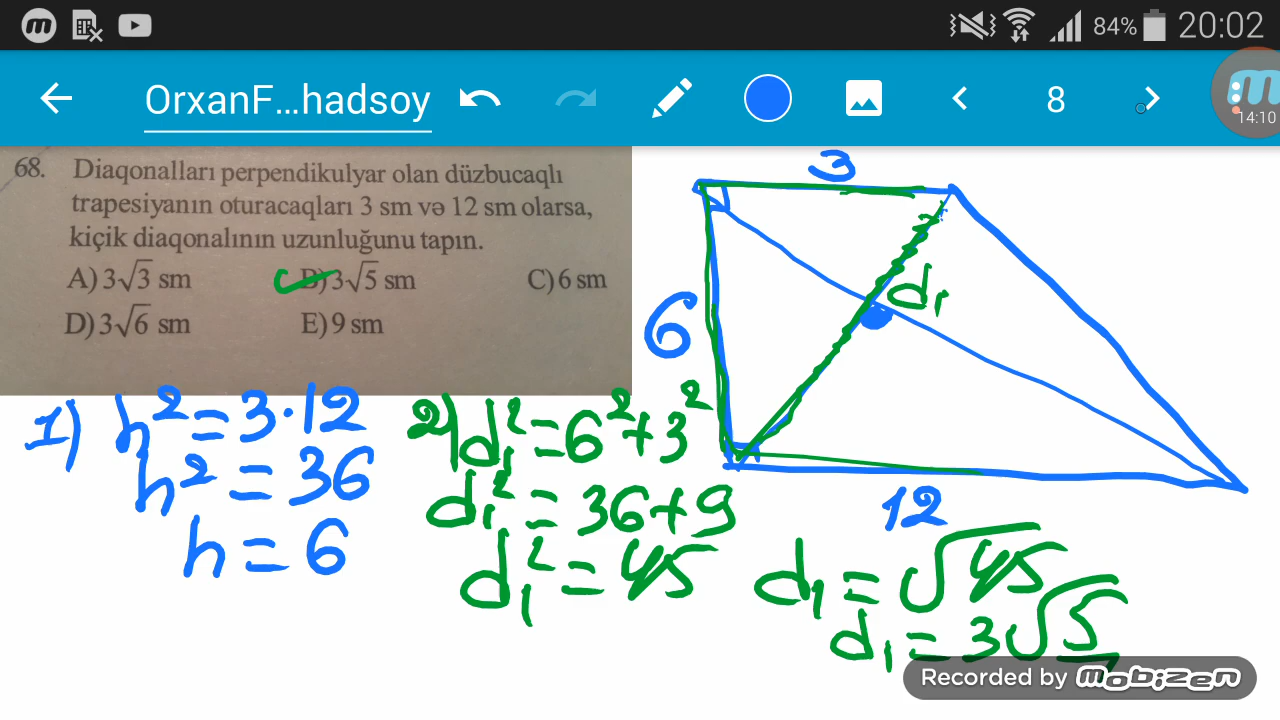 84% 20:02
OrxanF...hadsoy 8
14:10
68. Diaqonalları perpendikulyar olan düzbucaqlı
trapesiyanın oturacaqları 3 sm və 12 sm olarsa,
kiçik diaqonalının uzunluğunu tapın.
A) 3√3 sm B) 3√5 sm C) 6 sm
D) 3√6 sm E) 9 sm
3
6
d₁
12
1) h² = 3·12
h² = 36
h = 6
2) d₁² = 6² + 3²
d₁² = 36 + 9
d₁² = 45
d₁ = √45
d₁ = 3√5
Recorded by mobizen